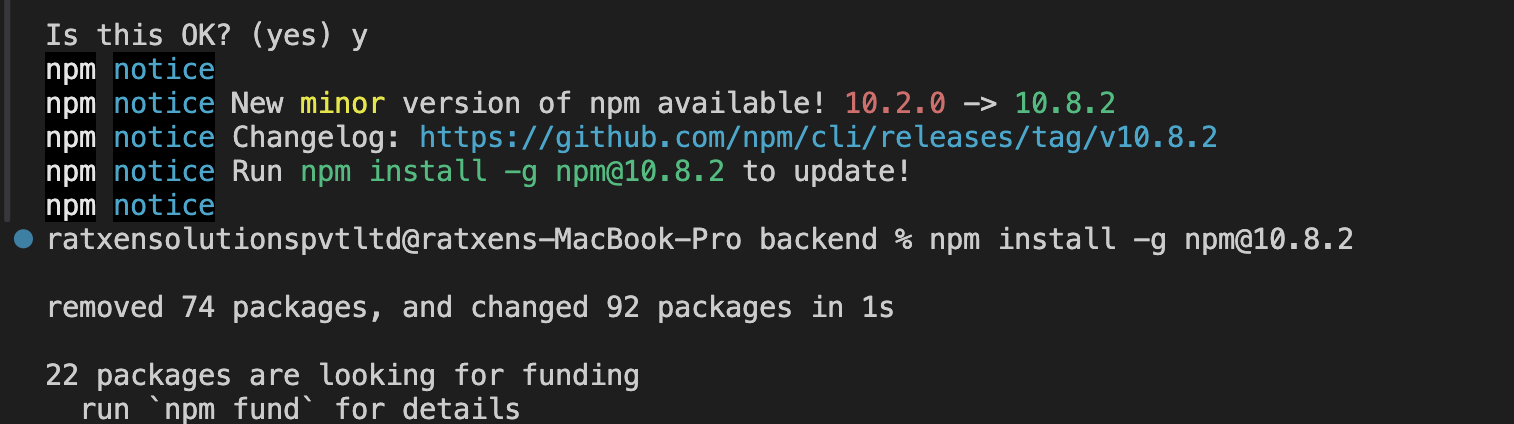 Is this OK? (yes) y
npm notice
npm notice New minor version of npm available! 10.2.0 -> 10.8.2
npm notice Changelog: https://github.com/npm/cli/releases/tag/v10.8.2
npm notice Run npm install -g npm@10.8.2 to update!
npm notice
ratxensolutionspvtltd@ratxens-MacBook-Pro backend % npm install -g npm@10.8.2
removed 74 packages, and changed 92 packages in 1s
22 packages are looking for funding
run `npm fund` for details